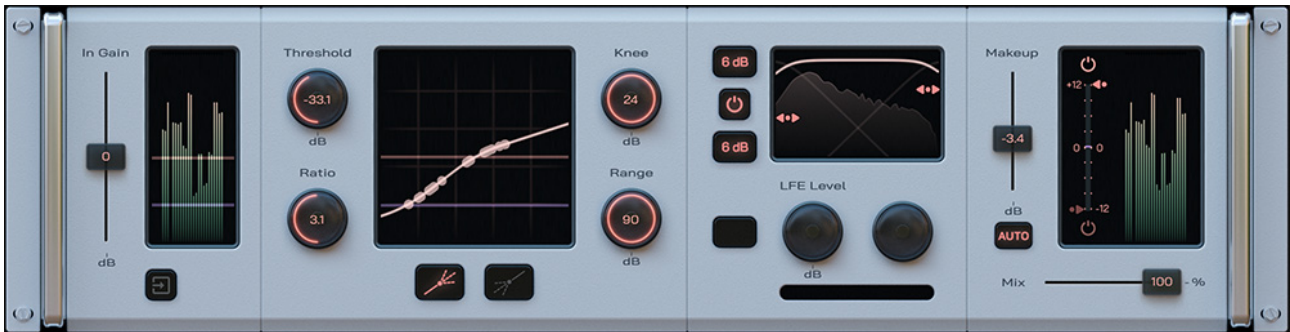 In Gain
0
dB
Threshold
-33.1
dB
Ratio
3.1
Knee
24
dB
Range
90
dB
6 dB
6 dB
LFE Level
dB
Makeup
-3.4
dB
AUTO
+12
0 0
-12
Mix 100 - %